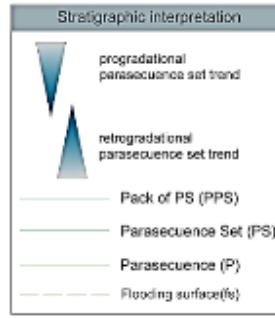 Stratigraphic interpretation
progradational
parasecuence set trend
retrogradational
parasecuence set trend
Pack of PS (PPS)
Parasecuence Set (PS)
Parasecuence (P)
Flooding surface(fs)